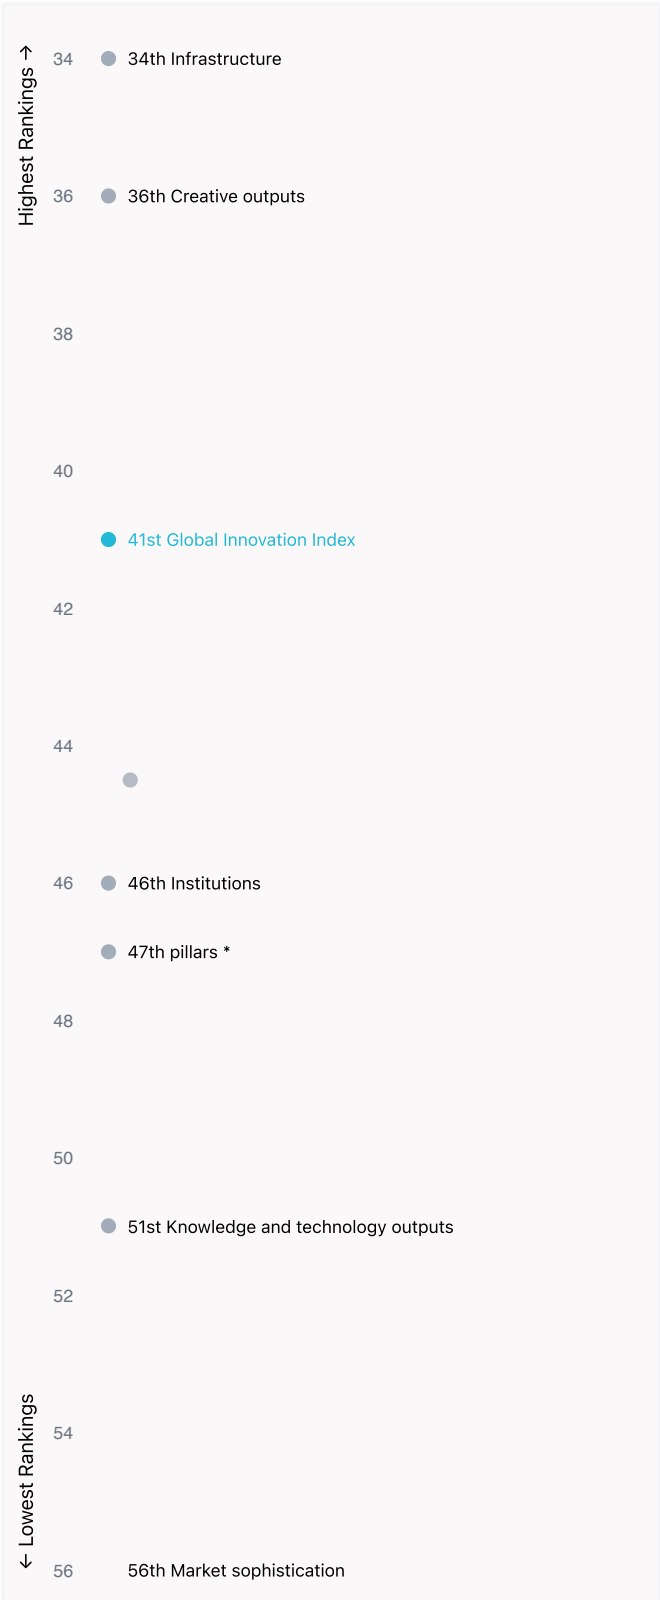 Highest Rankings →
34
34th Infrastructure
36
36th Creative outputs
38
40
41st Global Innovation Index
42
44
46
46th Institutions
47th pillars *
48
50
51st Knowledge and technology outputs
52
← Lowest Rankings
54
56
56th Market sophistication